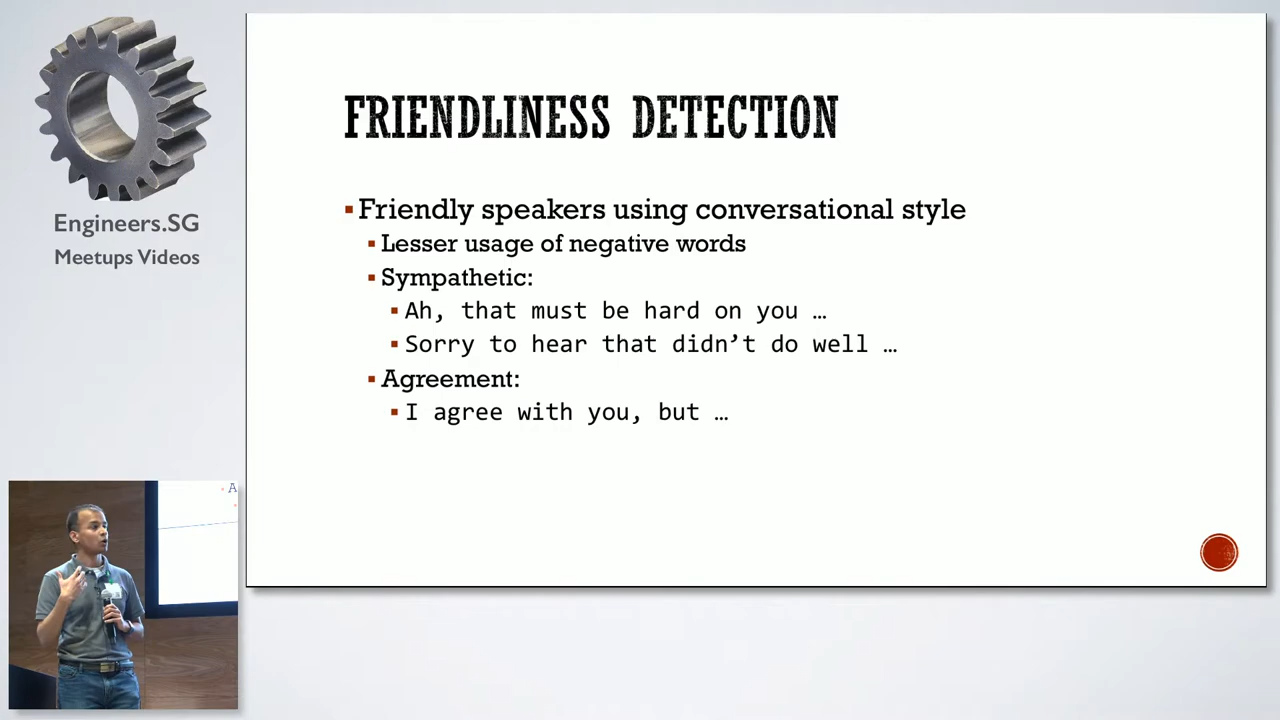 Engineers.SG
Meetups Videos
FRIENDLINESS DETECTION
Friendly speakers using conversational style
Lesser usage of negative words
Sympathetic:
Ah, that must be hard on you …
Sorry to hear that didn’t do well …
Agreement:
I agree with you, but …
A